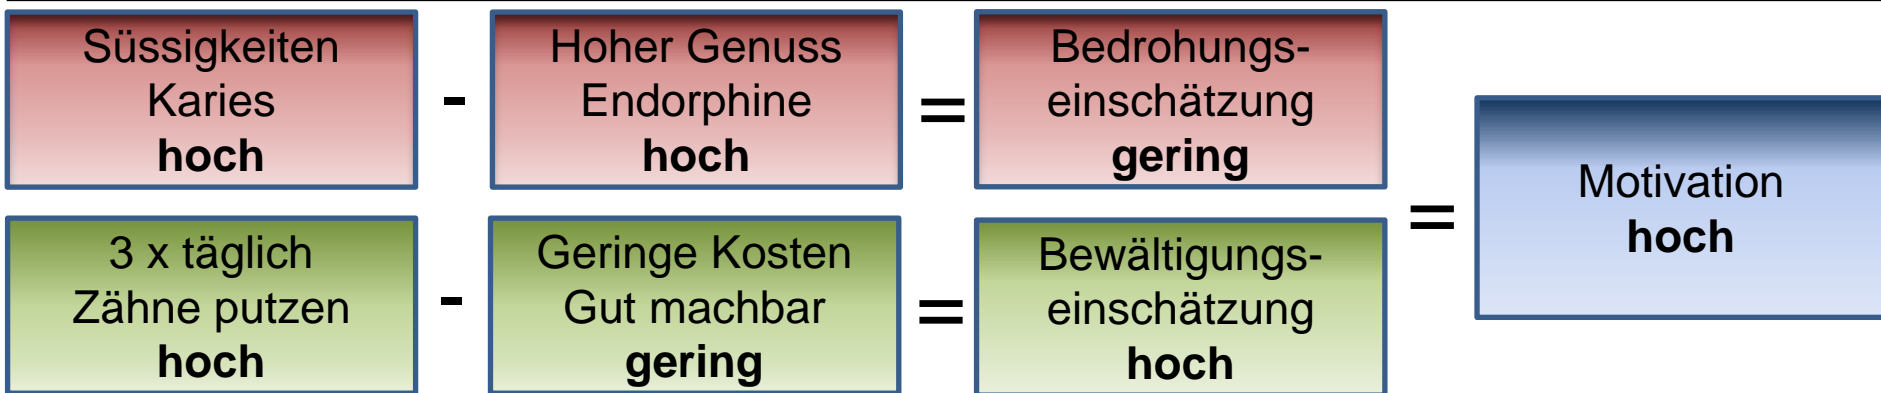 Süssigkeiten
Karies
hoch
-
Hoher Genuss
Endorphine
hoch
=
Bedrohungs-
einschätzung
gering
3 x täglich
Zähne putzen
hoch
-
Geringe Kosten
Gut machbar
gering
=
Bewältigungs-
einschätzung
hoch
=
Motivation
hoch